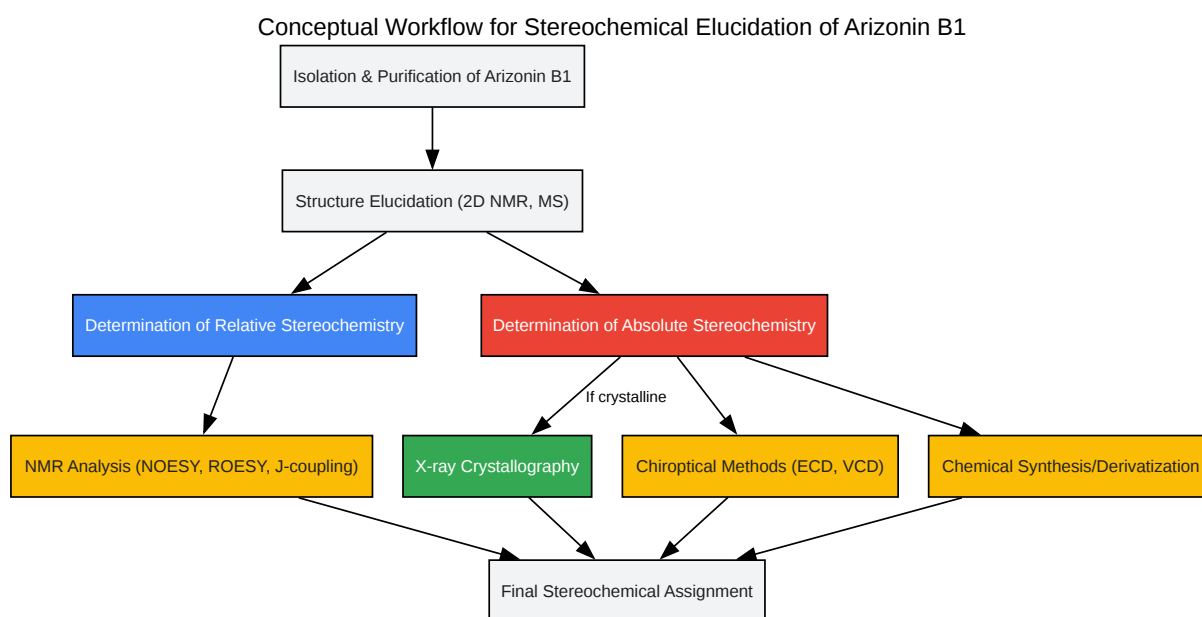 Conceptual Workflow for Stereochemical Elucidation of Arizonin B1
Isolation & Purification of Arizonin B1
Structure Elucidation (2D NMR, MS)
Determination of Relative Stereochemistry
Determination of Absolute Stereochemistry
If crystalline
NMR Analysis (NOESY, ROESY, J-coupling)
X-ray Crystallography
Chiroptical Methods (ECD, VCD)
Chemical Synthesis/Derivatization
Final Stereochemical Assignment